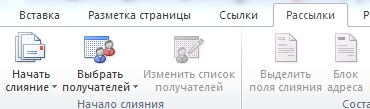 Вставка Разметка страницы Ссылки Рассылки
Начать слияние Выбрать получателей Изменить список получателей Выделить поля слияния Блок адреса
Начало слияния Соста